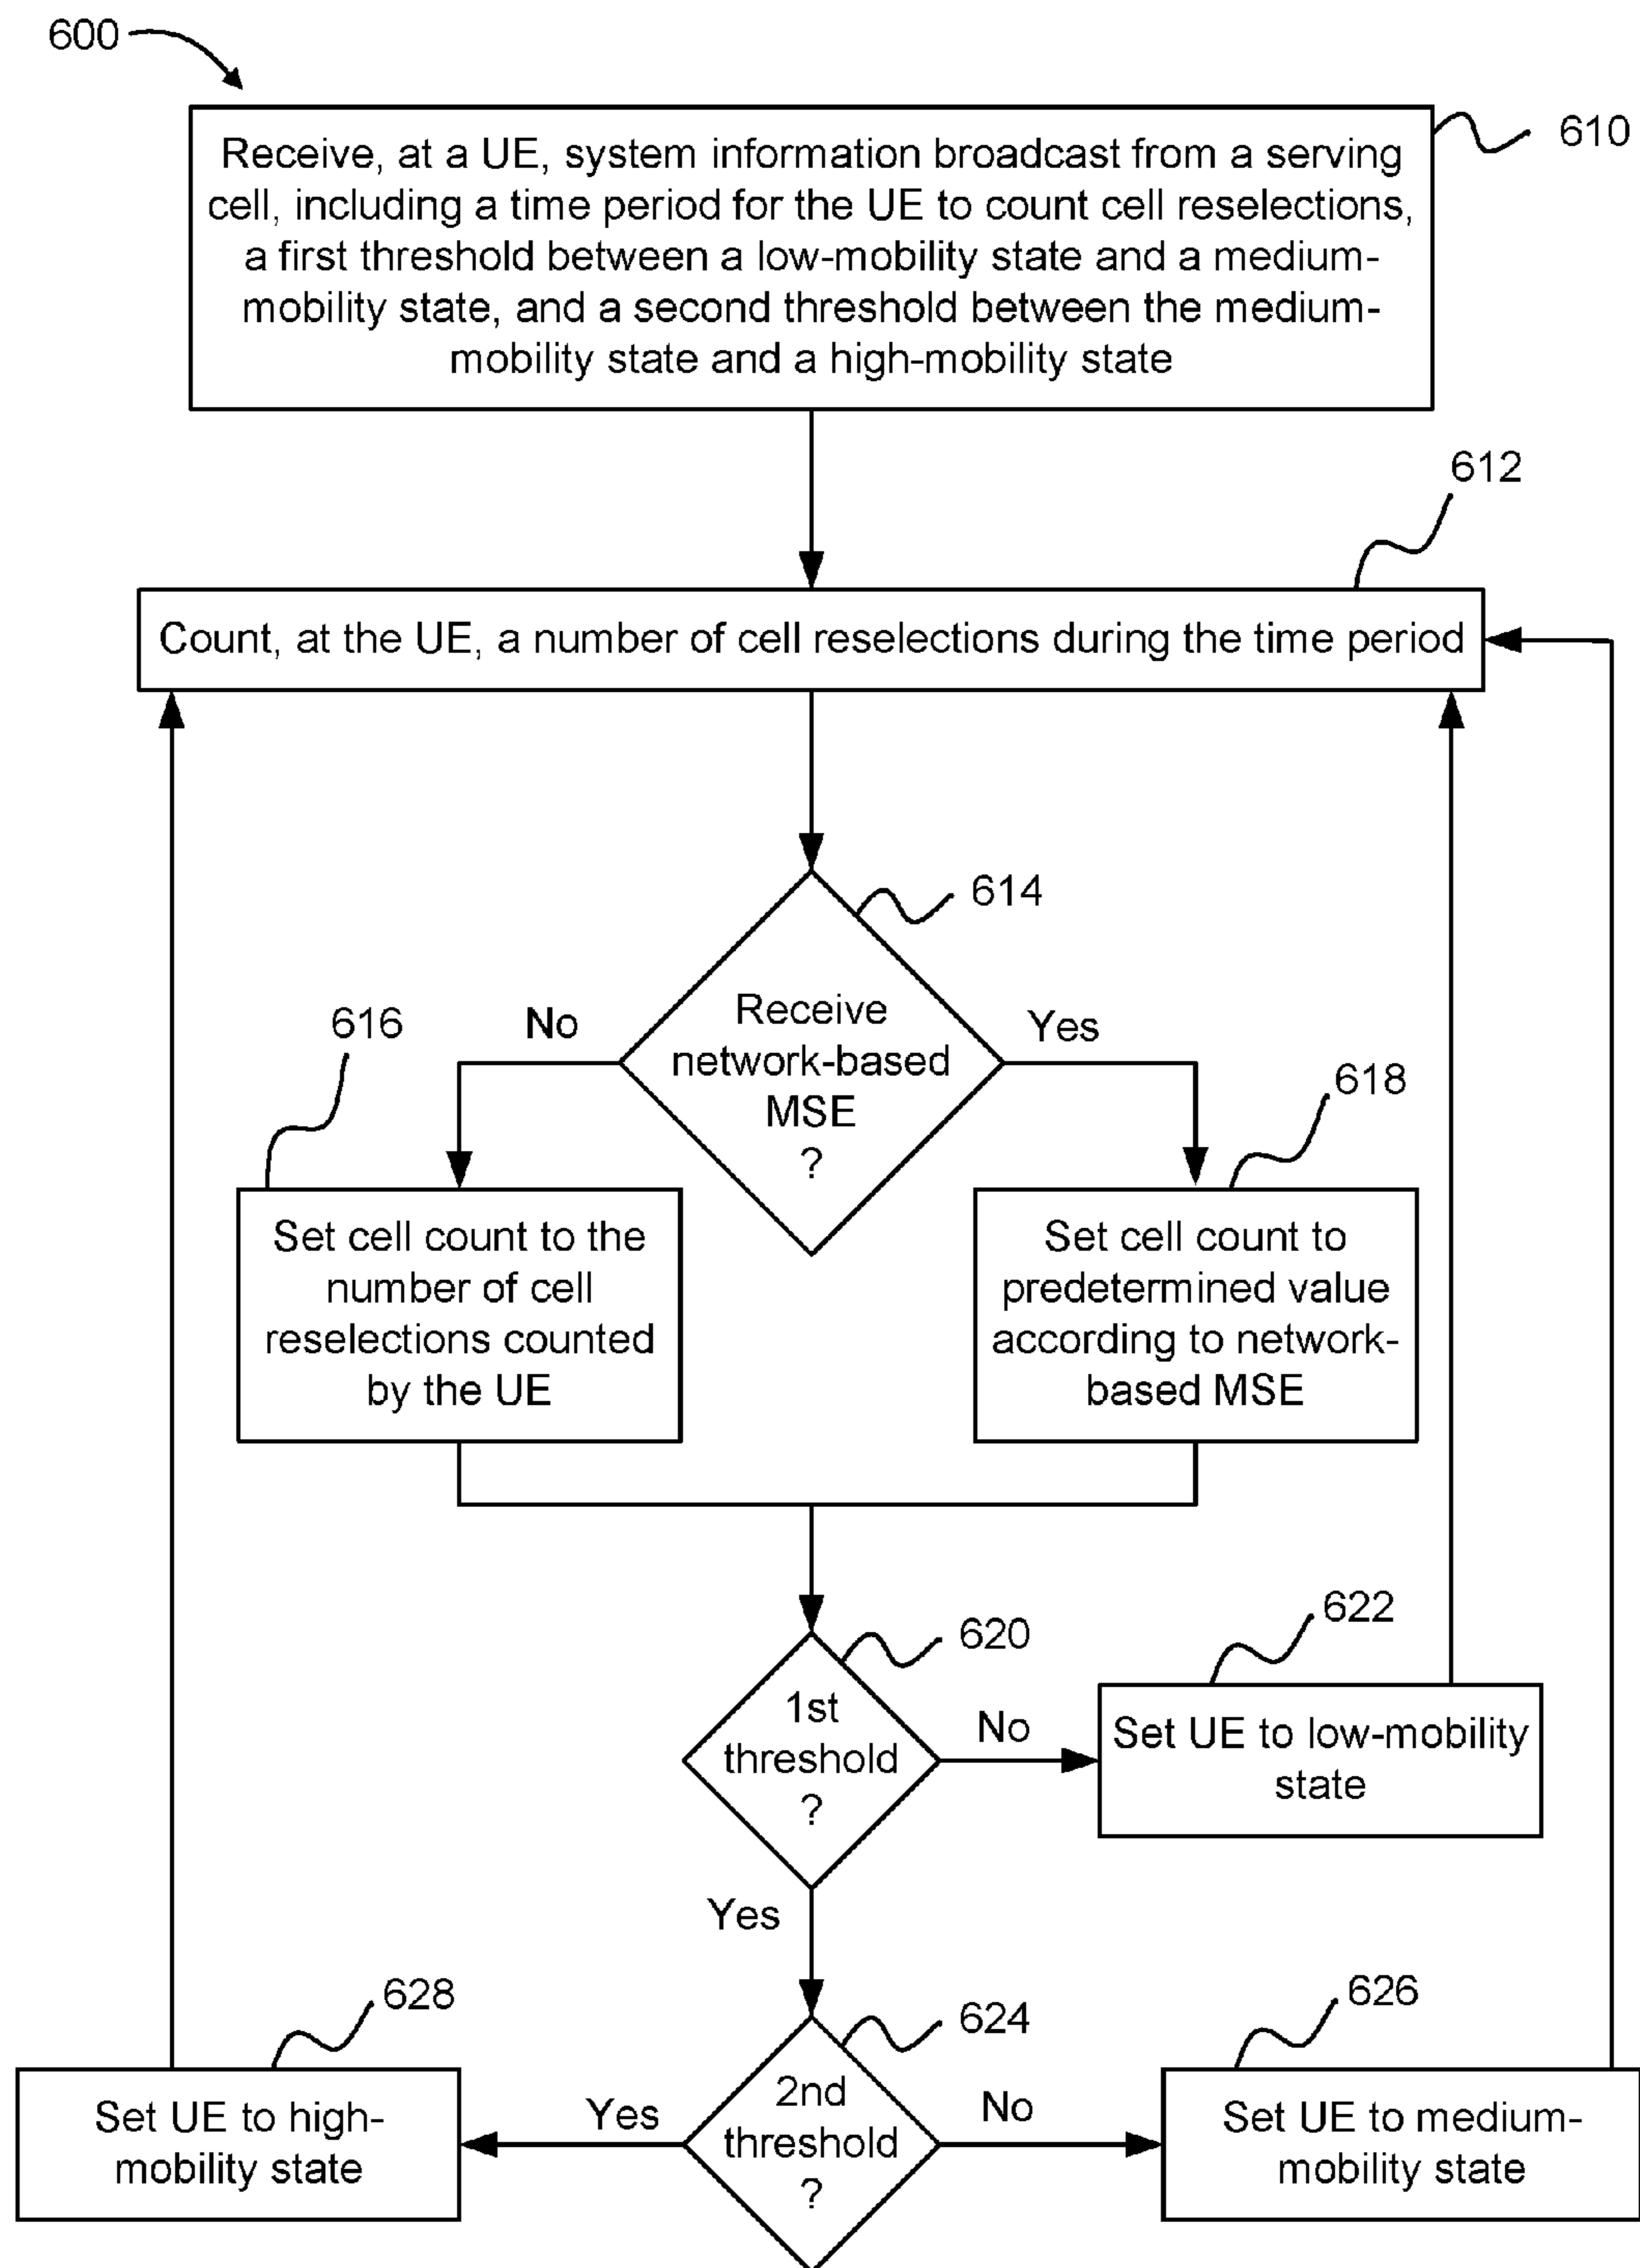 600
610
Receive, at a UE, system information broadcast from a serving
cell, including a time period for the UE to count cell reselections,
a first threshold between a low-mobility state and a medium-
mobility state, and a second threshold between the medium-
mobility state and a high-mobility state
612
Count, at the UE, a number of cell reselections during the time period
614
Receive
network-based
MSE
?
No
Yes
616
618
Set cell count to the
number of cell
reselections counted
by the UE
Set cell count to
predetermined value
according to network-
based MSE
620
1st
threshold
?
No
622
Set UE to low-mobility
state
Yes
624
2nd
threshold
?
Yes
No
628
Set UE to high-
mobility state
626
Set UE to medium-
mobility state